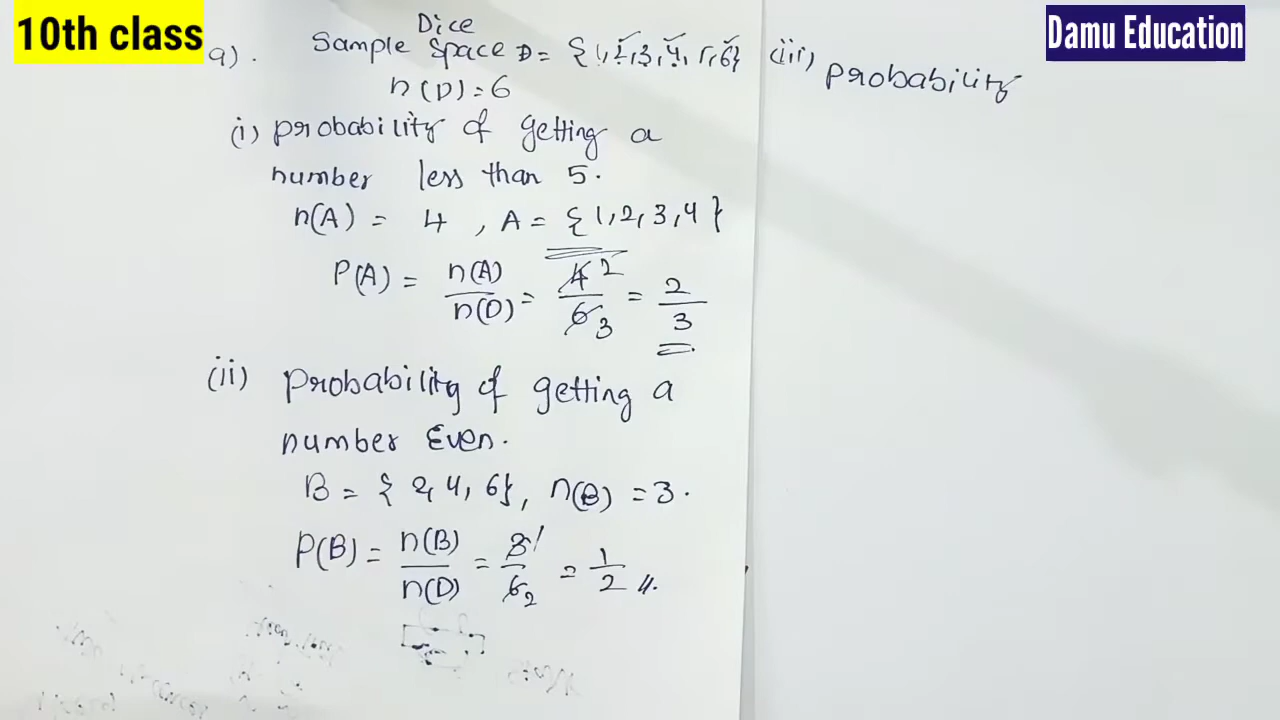 10th class
Damu Education
9).
Dice
Sample Space D = {1,2,3,4,5,6}
n(D)=6
(i) probability of getting a
number less than 5.
n(A) = 4 , A = {1,2,3,4}
P(A) = n(A)/n(D) = 4 2/6 3 = 2/3
(ii) probability of getting a
number Even.
B = {2,4,6}, n(B) = 3.
P(B) = n(B)/n(D) = 3 1/6 2 = 1/2 //.
(iii) probability